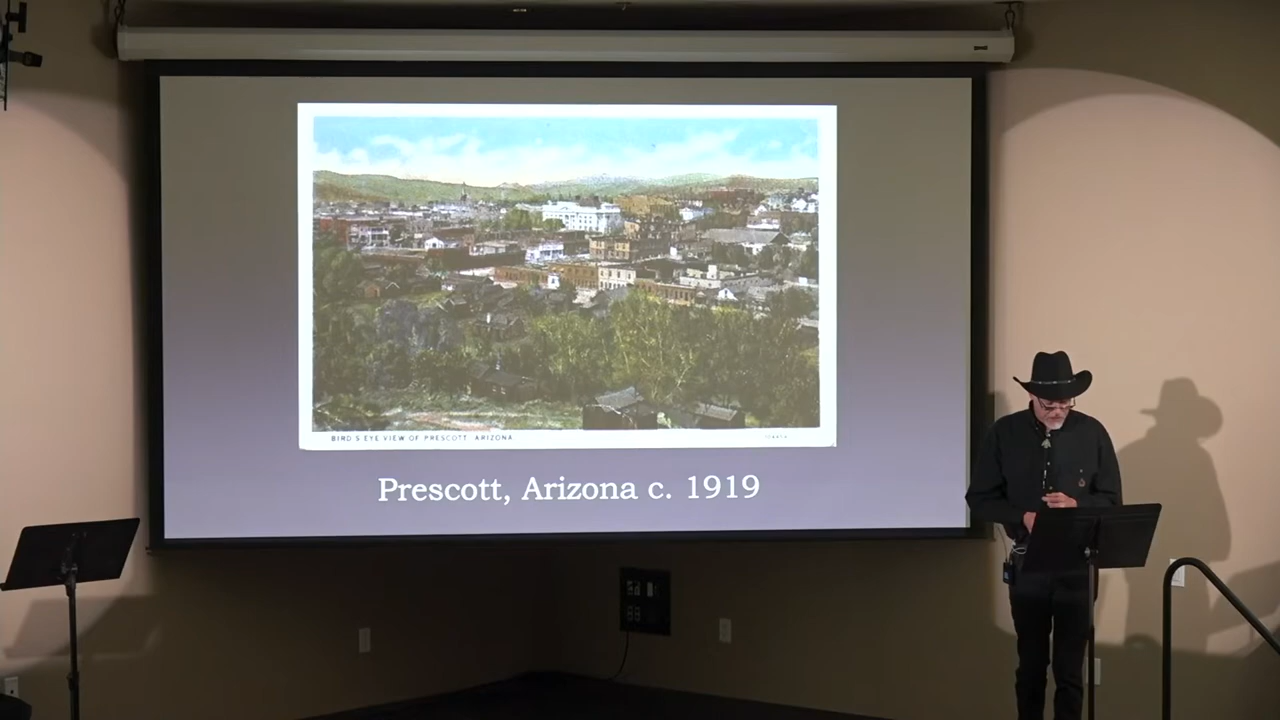 BIRD'S EYE VIEW OF PRESCOTT, ARIZONA.
Prescott, Arizona c. 1919